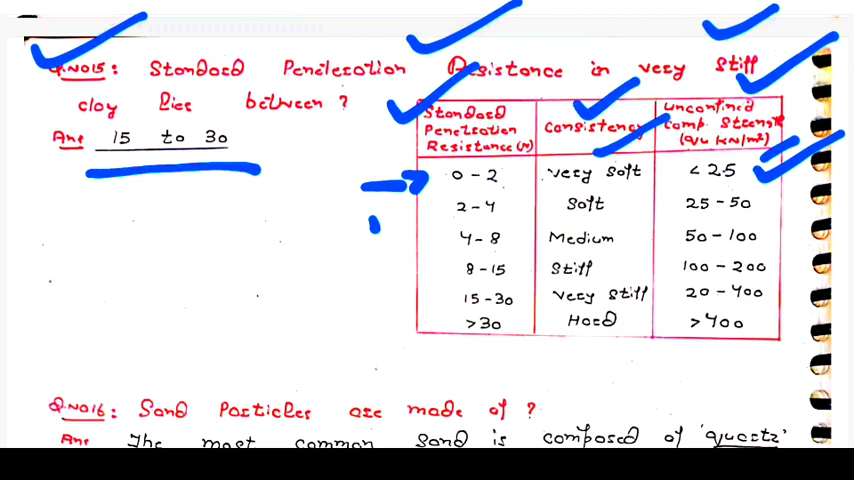 Q.NO15: Standard Penetration Resistance in very stiff
clay lies between ?
Ans 15 to 30
Standard Penetration Resistance(N)
Consistency
Unconfined Comp. Strength (qu KN/m²)
0 - 2 Very Soft < 25
2 - 4 Soft 25 - 50
4 - 8 Medium 50 - 100
8 - 15 Stiff 100 - 200
15 - 30 Very Stiff 20 - 400
>30 Hard >400
Q.NO16: Sand Particles are made of ?
Ans The most common sand is composed of 'quartz'